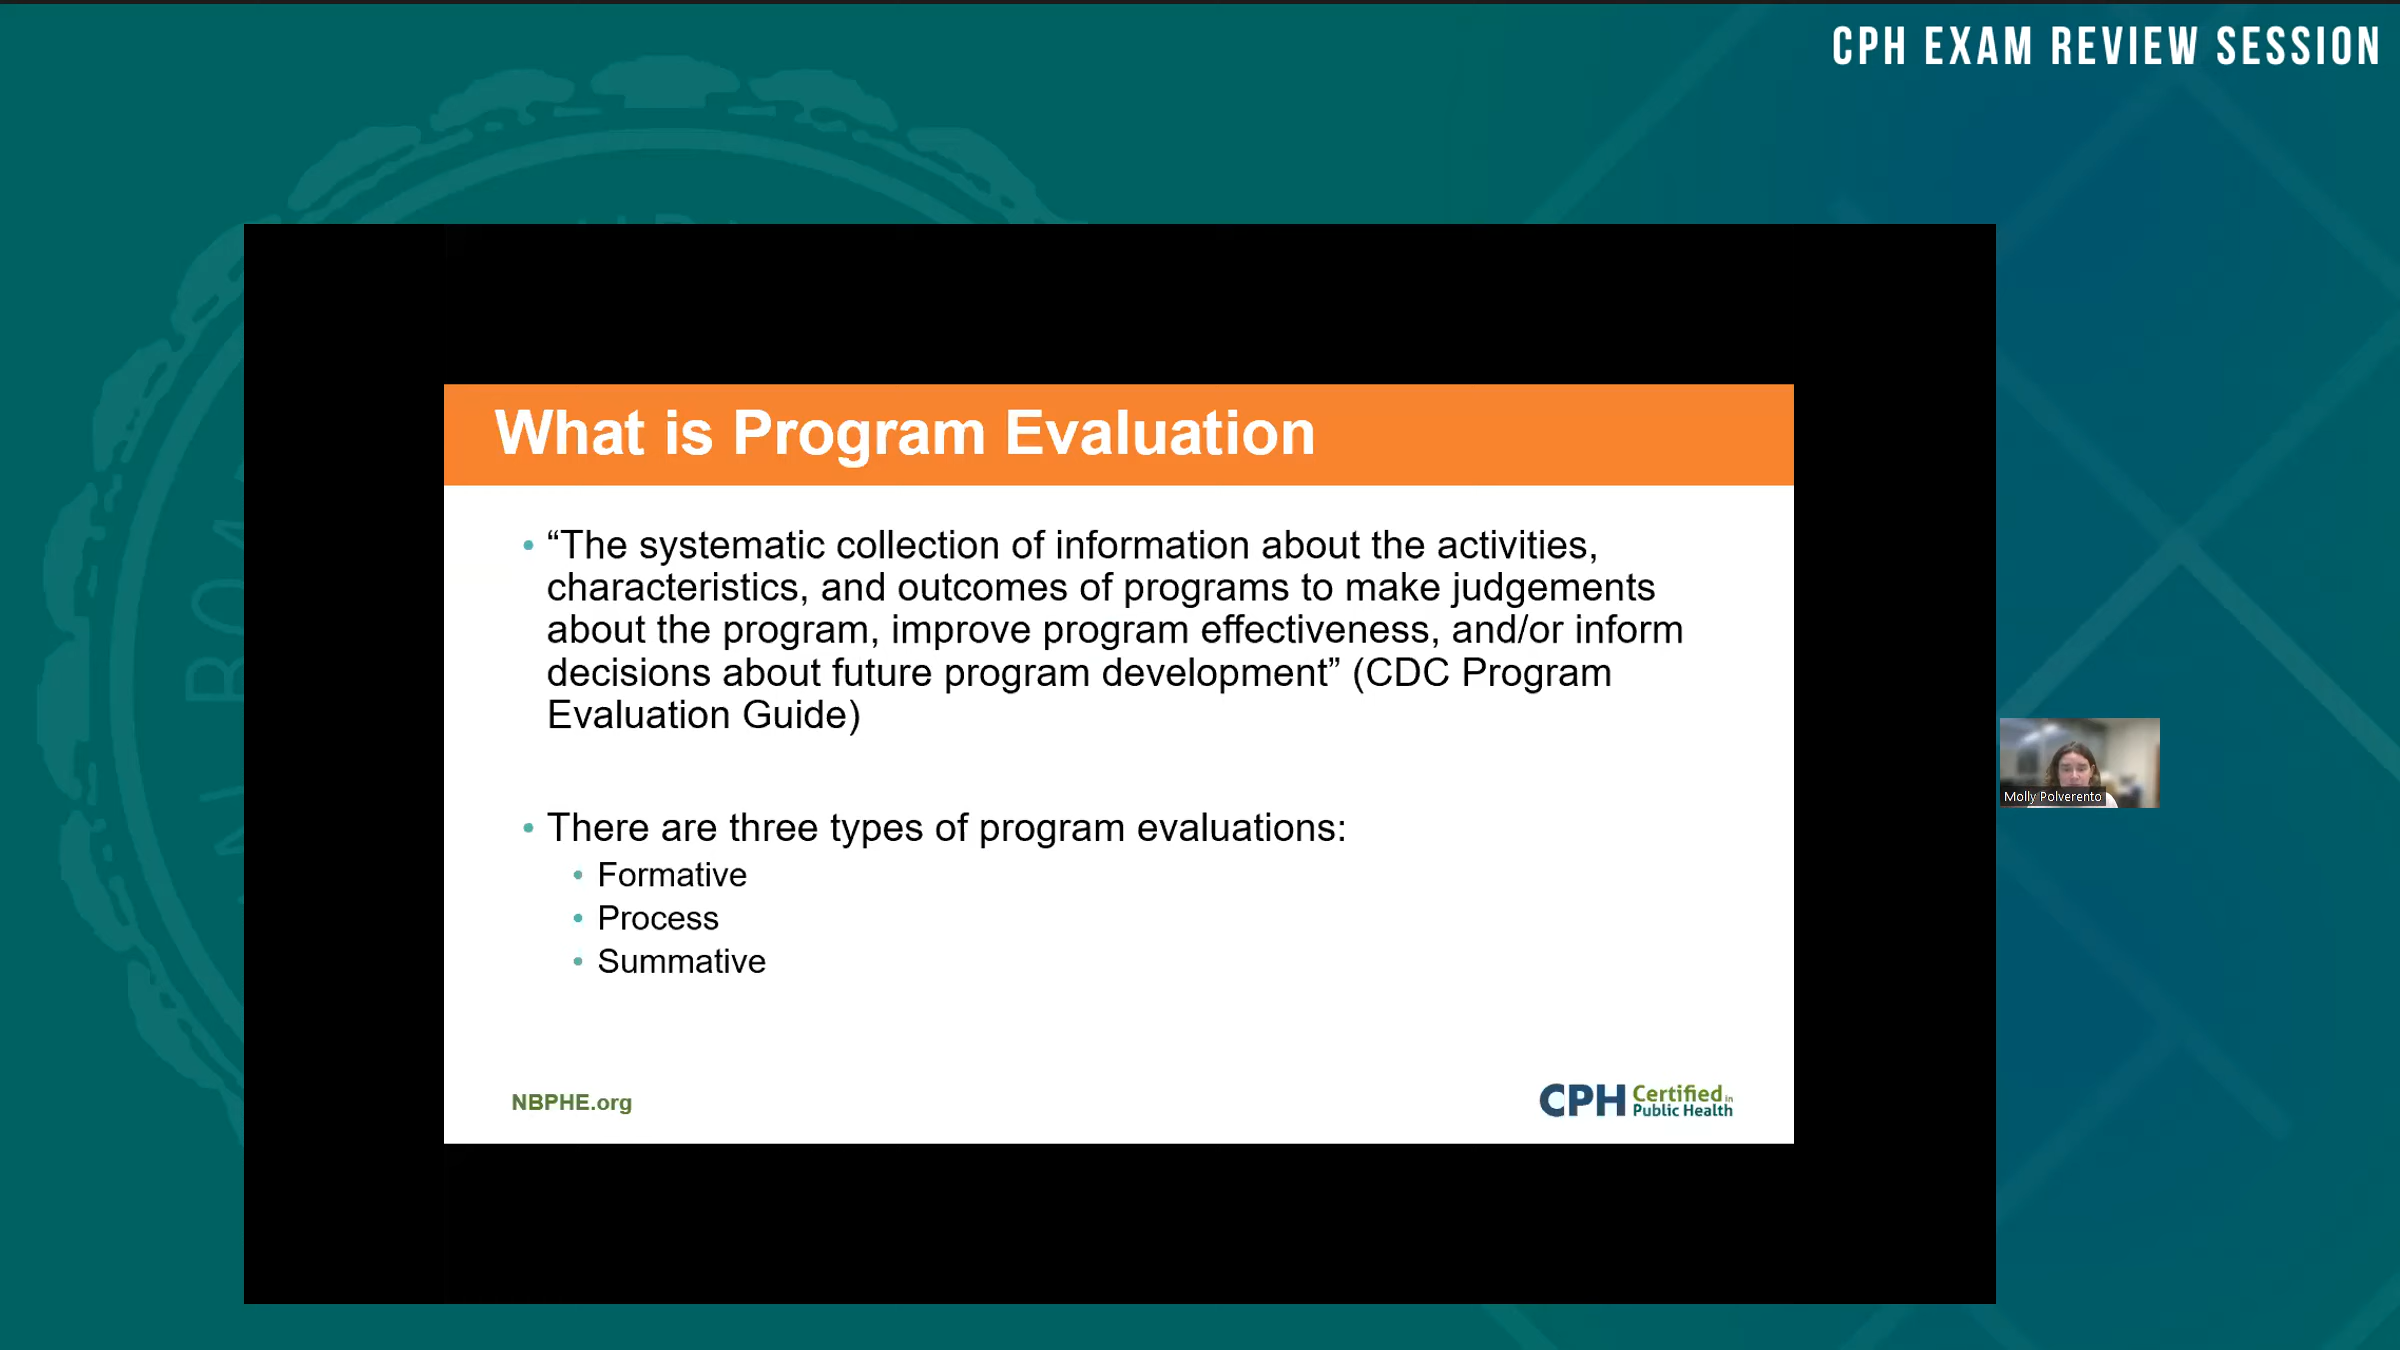 CPH EXAM REVIEW SESSION
What is Program Evaluation
• “The systematic collection of information about the activities,
characteristics, and outcomes of programs to make judgements
about the program, improve program effectiveness, and/or inform
decisions about future program development” (CDC Program
Evaluation Guide)
• There are three types of program evaluations:
• Formative
• Process
• Summative
NBPHE.org
CPH Certified in
Public Health
Molly Polverento